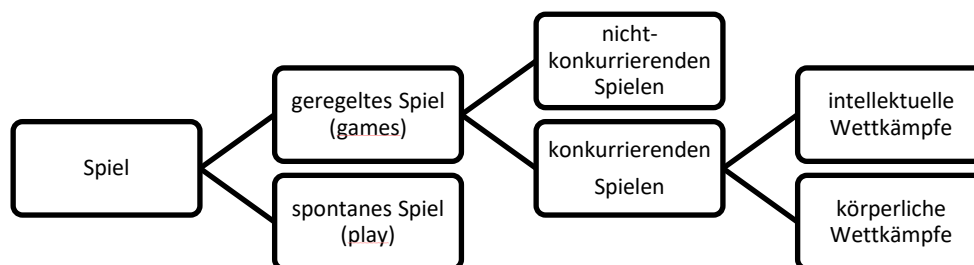 Spiel
geregeltes Spiel
(games)
spontanes Spiel
(play)
nicht-
konkurrierenden
Spielen
konkurrierenden
Spielen
intellektuelle
Wettkämpfe
körperliche
Wettkämpfe